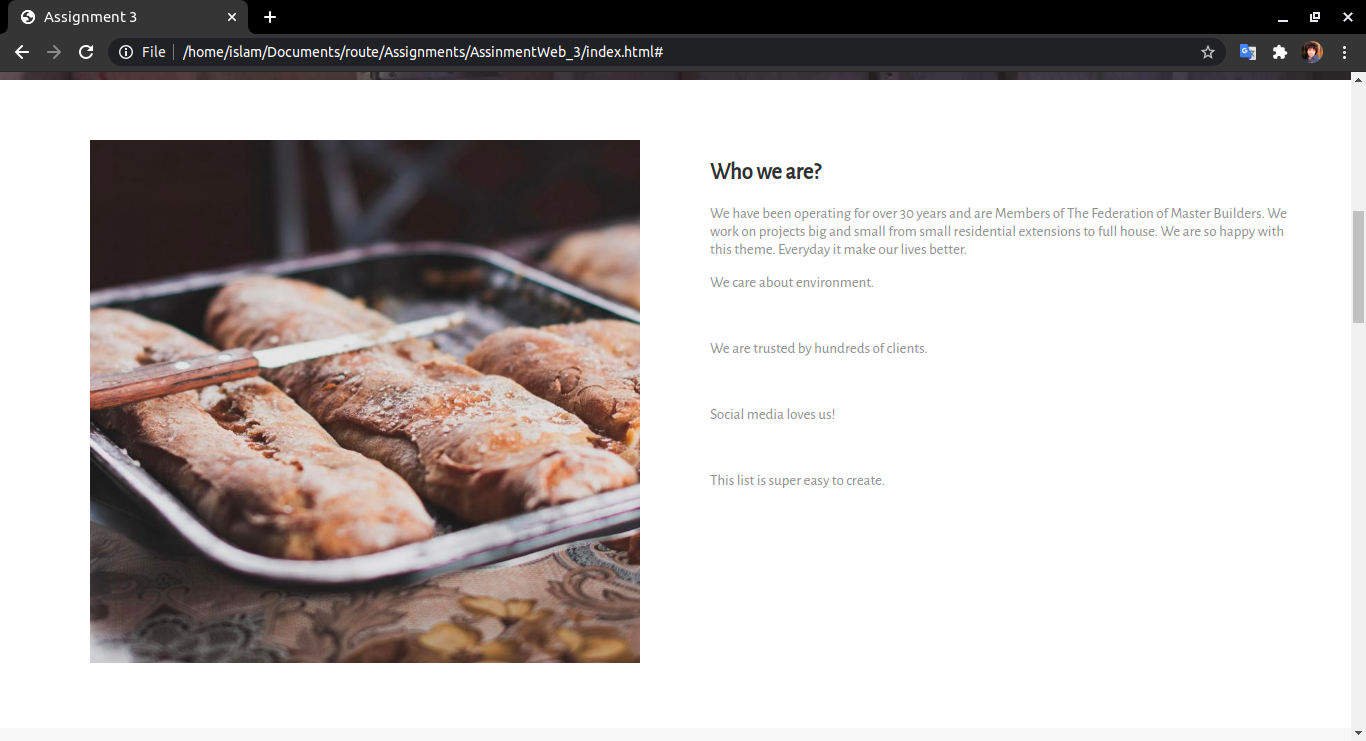 Assignment 3
File
/home/islam/Documents/route/Assignments/AssinmentWeb_3/index.html#
Who we are?
We have been operating for over 30 years and are Members of The Federation of Master Builders. We
work on projects big and small from small residential extensions to full house. We are so happy with
this theme. Everyday it make our lives better.
We care about environment.
We are trusted by hundreds of clients.
Social media loves us!
This list is super easy to create.